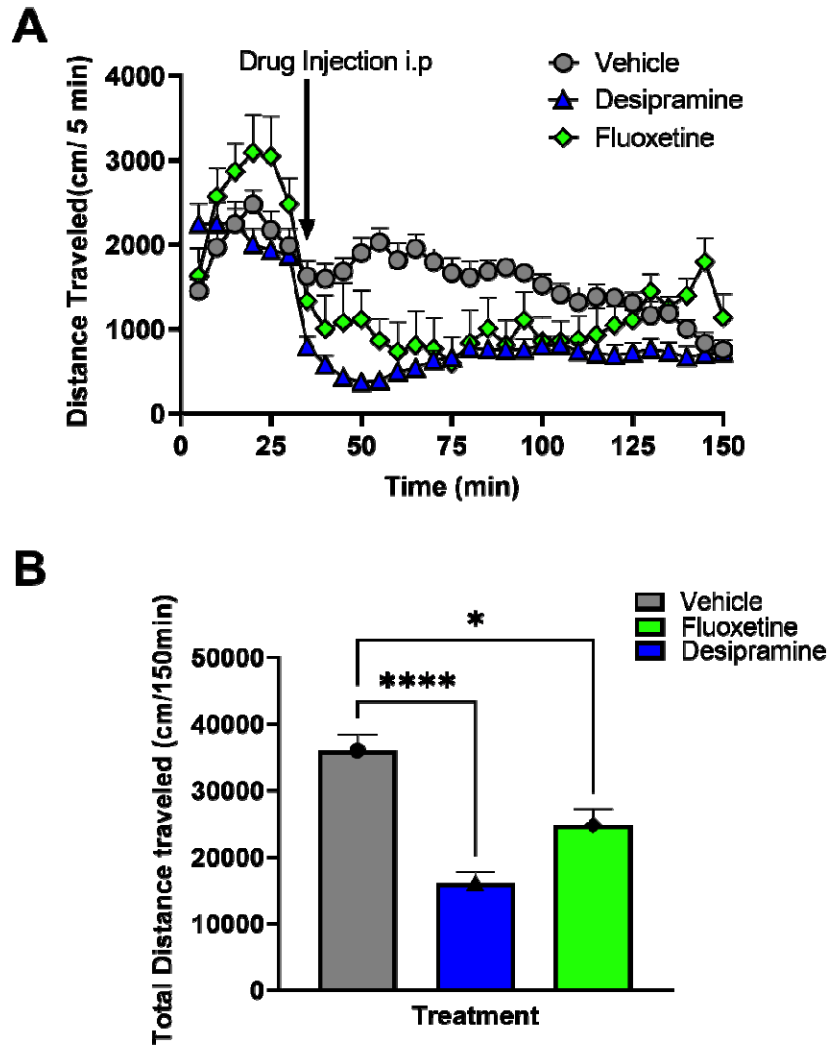 A
Drug Injection i.p
Vehicle
Desipramine
Fluoxetine
Distance Traveled(cm/ 5 min)
4000
3000
2000
1000
0
0 25 50 75 100 125 150
Time (min)
B
Vehicle
Fluoxetine
Desipramine
*
****
Total Distance traveled (cm/150min)
50000
40000
30000
20000
10000
0
Treatment